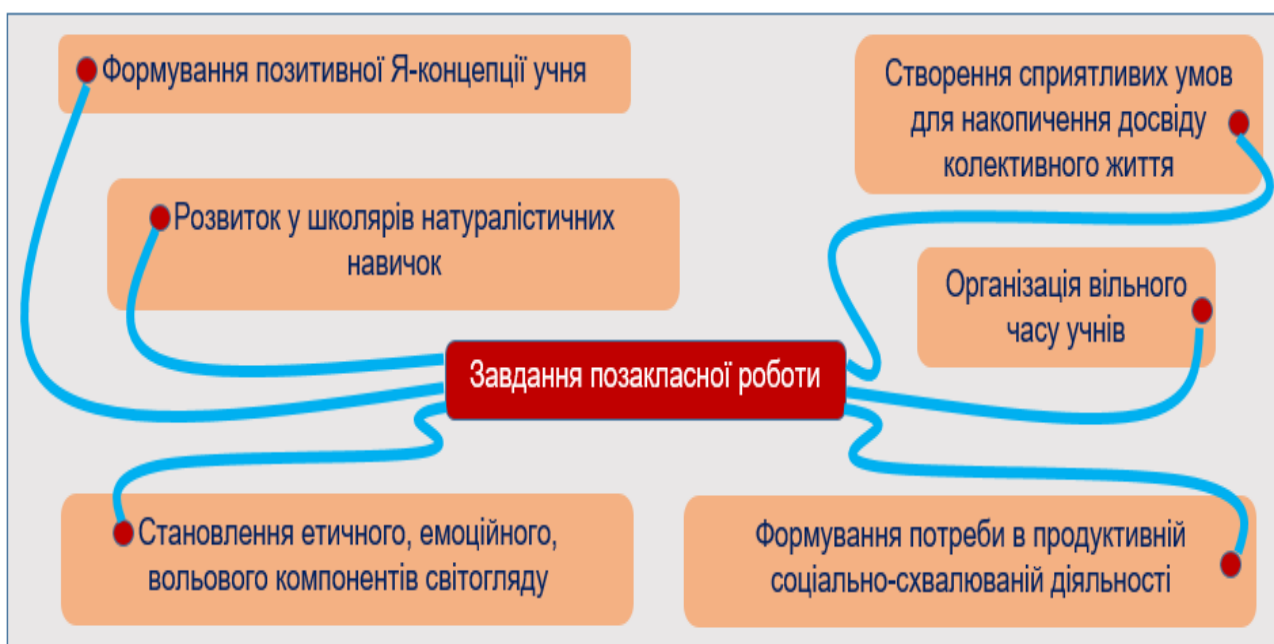 Формування позитивної Я-концепції учня
Розвиток у школярів натуралістичних
навичок
Створення сприятливих умов
для накопичення досвіду
колективного життя
Організація вільного
часу учнів
Завдання позакласної роботи
Становлення етичного, емоційного,
вольового компонентів світогляду
Формування потреби в продуктивній
соціально-схвалюваній діяльності